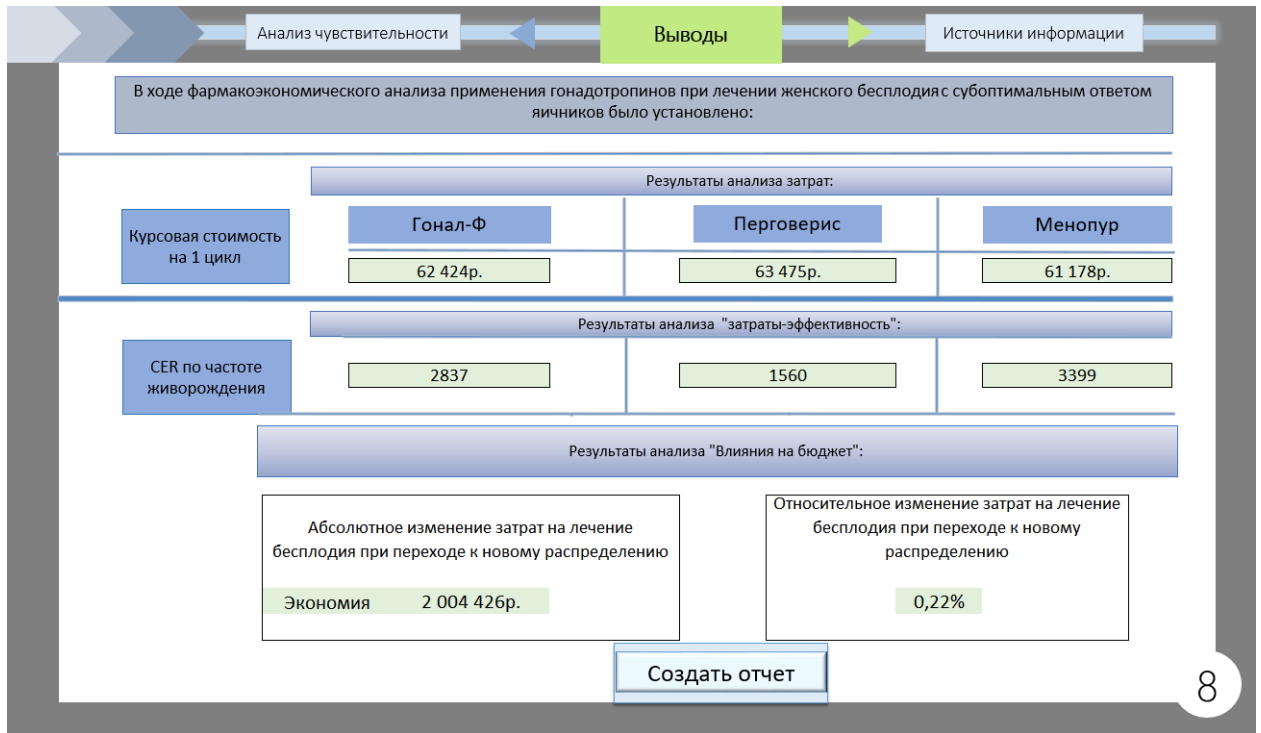 Анализ чувствительности
Выводы
Источники информации
В ходе фармакоэкономического анализа применения гонадотропинов при лечении женского бесплодия с субоптимальным ответом
яичников было установлено:
Результаты анализа затрат:
Курсовая стоимость
на 1 цикл
Гонал-Ф
Перговерис
Менопур
62 424р.
63 475р.
61 178р.
Результаты анализа "затраты-эффективность":
CER по частоте
живорождения
2837
1560
3399
Результаты анализа "Влияния на бюджет":
Абсолютное изменение затрат на лечение
бесплодия при переходе к новому распределению
Экономия 2 004 426р.
Относительное изменение затрат на лечение
бесплодия при переходе к новому
распределению
0,22%
Создать отчет
8